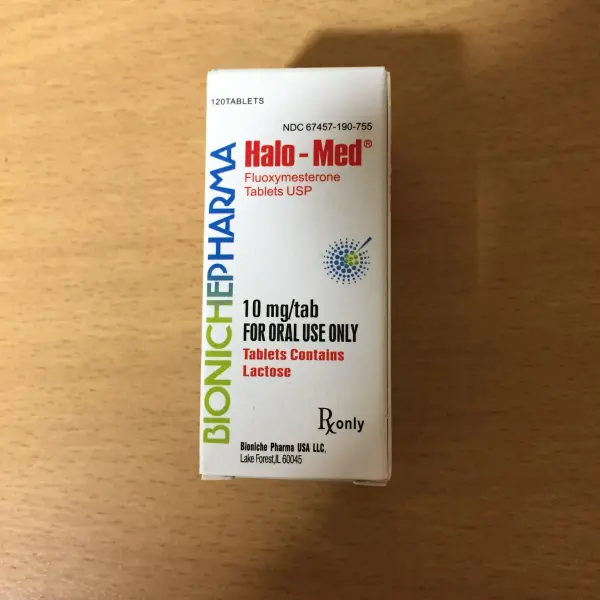 120TABLETS
NDC 67457-190-755
BIONICHEPHARMA
Halo-Med®
Fluoxymesterone
Tablets USP
10 mg/tab
FOR ORAL USE ONLY
Tablets Contains
Lactose
Rx only
Bioniche Pharma USA LLC,
Lake Forest,IL 60045